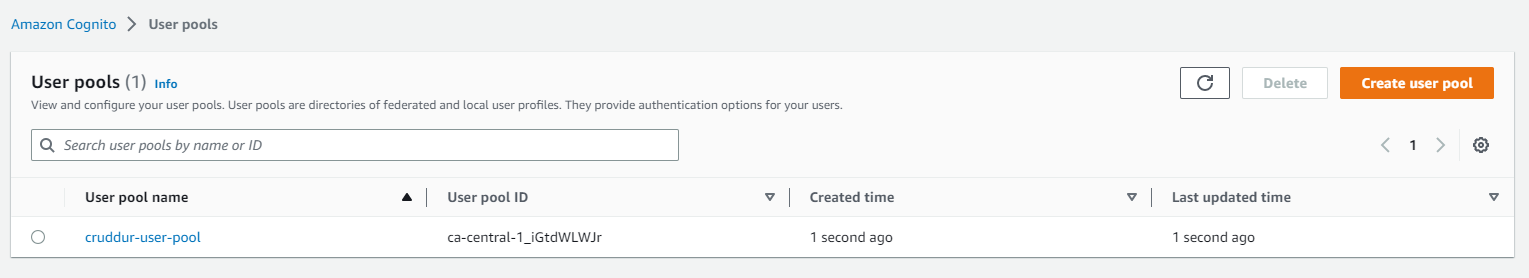 Amazon Cognito > User pools
User pools (1) Info
View and configure your user pools. User pools are directories of federated and local user profiles. They provide authentication options for your users.
Delete
Create user pool
Search user pools by name or ID
1
User pool name User pool ID Created time Last updated time
cruddur-user-pool ca-central-1_iGtdWLWJr 1 second ago 1 second ago